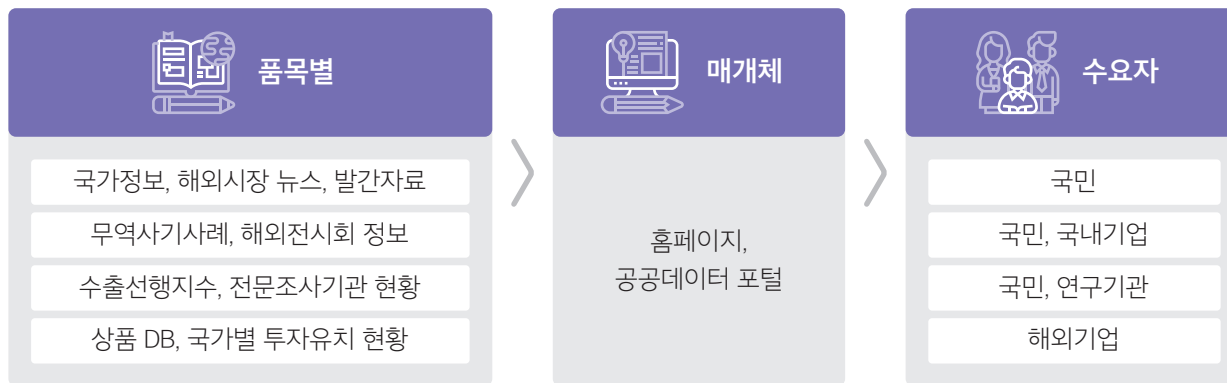 품목별
국가정보, 해외시장 뉴스, 발간자료
무역사기사례, 해외전시회 정보
수출선행지수, 전문조사기관 현황
상품 DB, 국가별 투자유치 현황
매개체
홈페이지,
공공데이터 포털
수요자
국민
국민, 국내기업
국민, 연구기관
해외기업